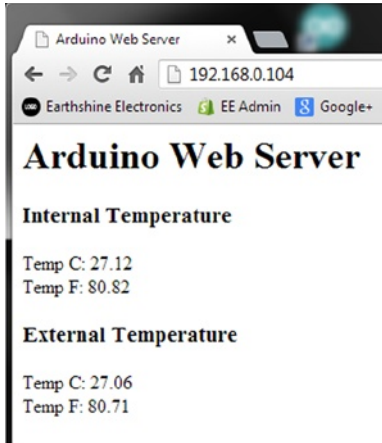 Arduino Web Server
192.168.0.104
Earthshine Electronics EE Admin Google+
Arduino Web Server
Internal Temperature
Temp C: 27.12
Temp F: 80.82
External Temperature
Temp C: 27.06
Temp F: 80.71